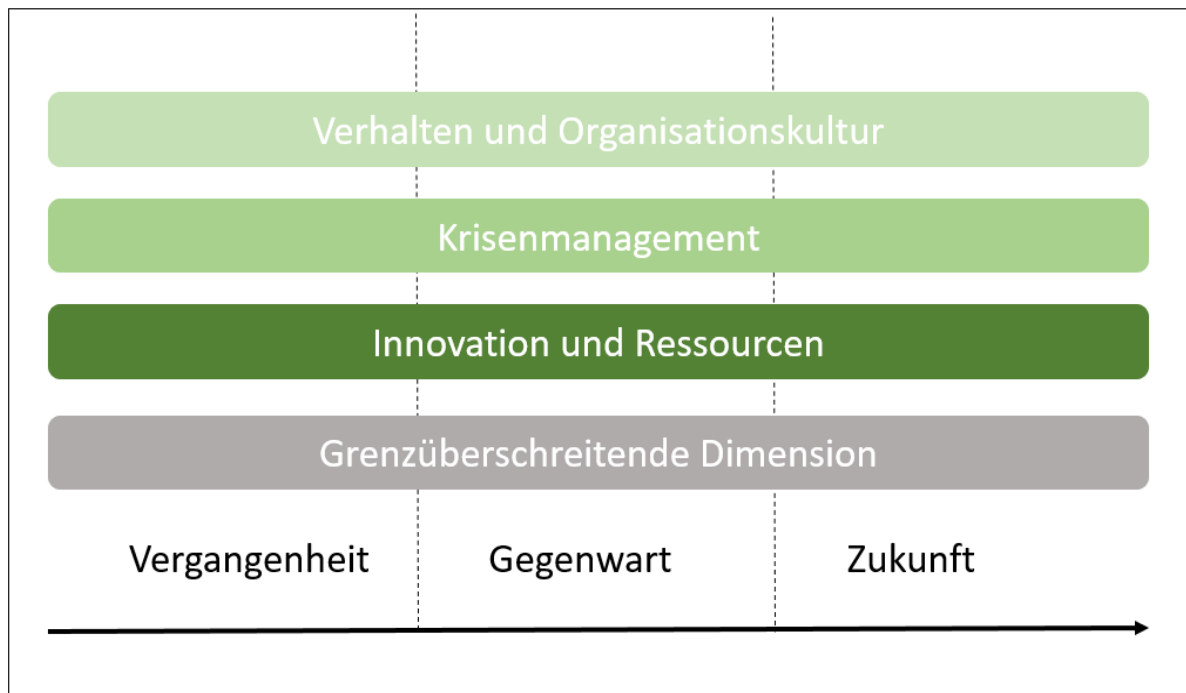 Verhalten und Organisationskultur
Krisenmanagement
Innovation und Ressourcen
Grenzüberschreitende Dimension
Vergangenheit Gegenwart Zukunft